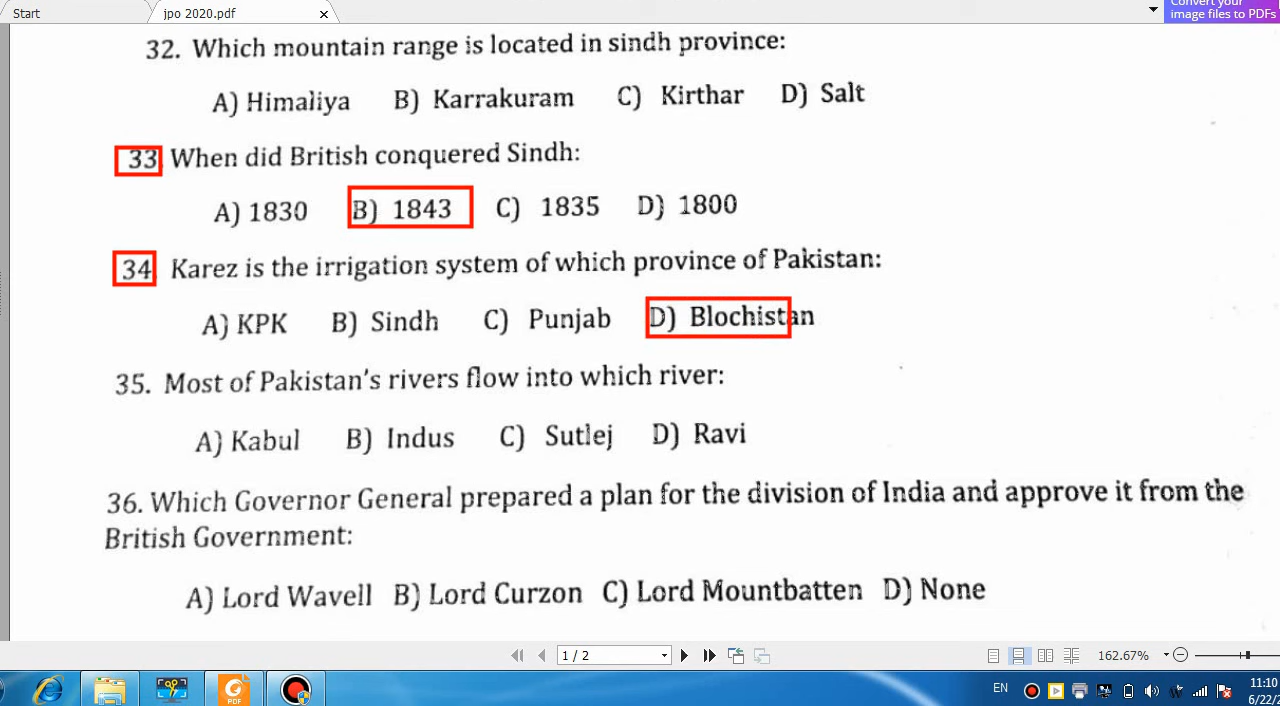 Start
jpo 2020.pdf
Convert your
image files to PDFs
32. Which mountain range is located in sindh province:
A) Himaliya B) Karrakuram C) Kirthar D) Salt
33 When did British conquered Sindh:
A) 1830 B) 1843 C) 1835 D) 1800
34 Karez is the irrigation system of which province of Pakistan:
A) KPK B) Sindh C) Punjab D) Blochistan
35. Most of Pakistan's rivers flow into which river:
A) Kabul B) Indus C) Sutlej D) Ravi
36. Which Governor General prepared a plan for the division of India and approve it from the
British Government:
A) Lord Wavell B) Lord Curzon C) Lord Mountbatten D) None
1 / 2
162.67%
PDF
EN
11:10
6/22/2